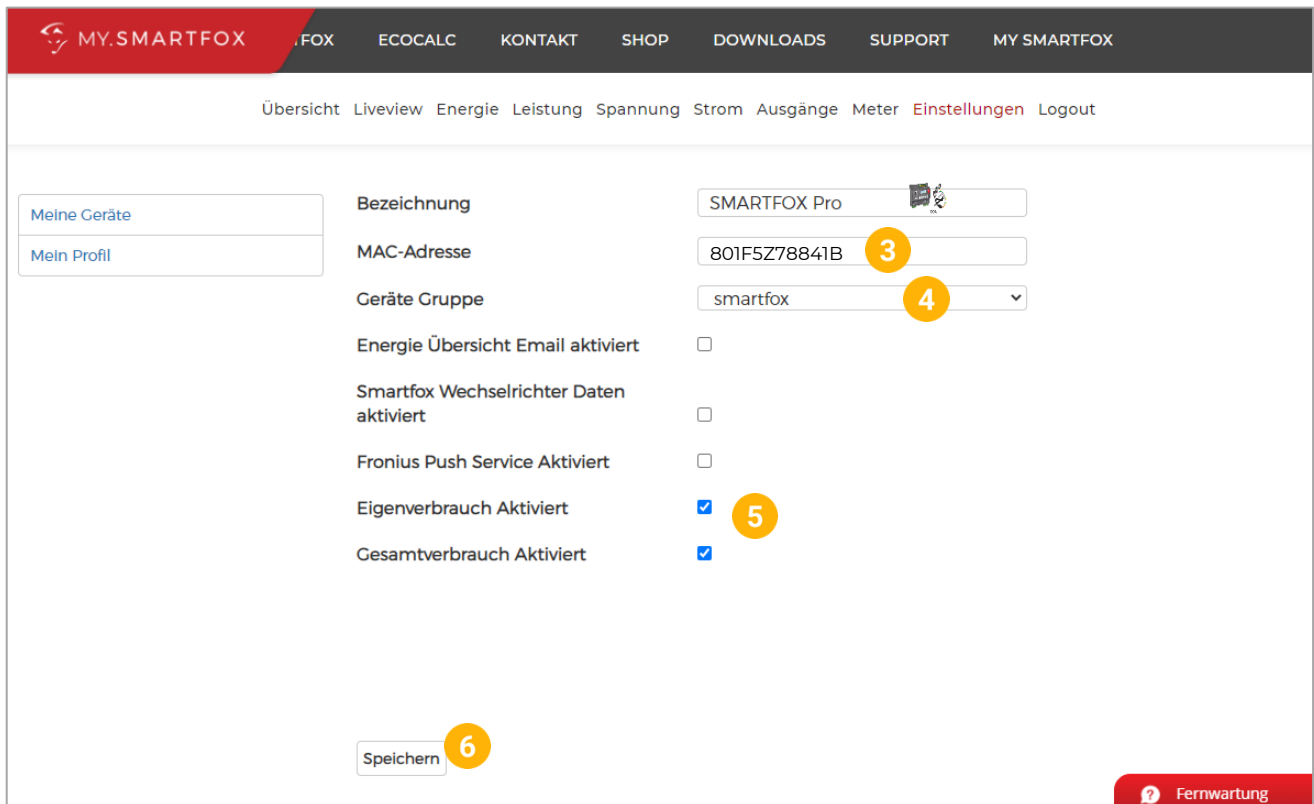 MY.SMARTFOX
FOX ECOCALC KONTAKT SHOP DOWNLOADS SUPPORT MY SMARTFOX
Übersicht Liveview Energie Leistung Spannung Strom Ausgänge Meter Einstellungen Logout
Meine Geräte
Mein Profil
Bezeichnung SMARTFOX Pro
MAC-Adresse 801F5Z78841B 3
Geräte Gruppe smartfox 4
Energie Übersicht Email aktiviert
Smartfox Wechselrichter Daten
aktiviert
Fronius Push Service Aktiviert
Eigenverbrauch Aktiviert 5
Gesamtverbrauch Aktiviert
Speichern 6
? Fernwartung